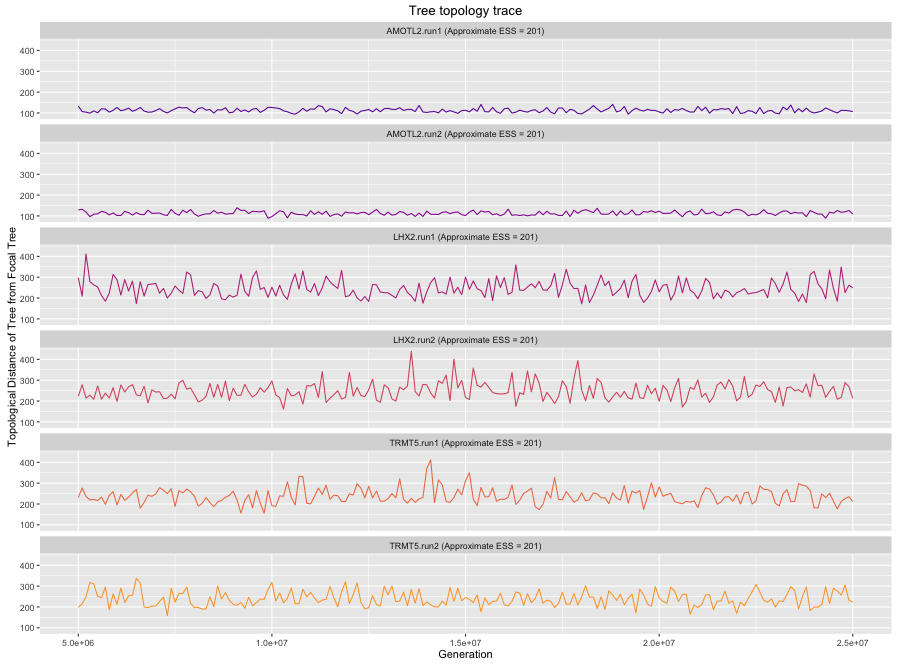 Tree topology trace
AMOTL2.run1 (Approximate ESS = 201)
400
300
200
100
AMOTL2.run2 (Approximate ESS = 201)
400
300
200
100
LHX2.run1 (Approximate ESS = 201)
400
300
200
100
LHX2.run2 (Approximate ESS = 201)
400
300
200
100
TRMT5.run1 (Approximate ESS = 201)
400
300
200
100
TRMT5.run2 (Approximate ESS = 201)
400
300
200
100
Topological Distance of Tree from Focal Tree
5.0e+06 1.0e+07 1.5e+07 2.0e+07 2.5e+07
Generation